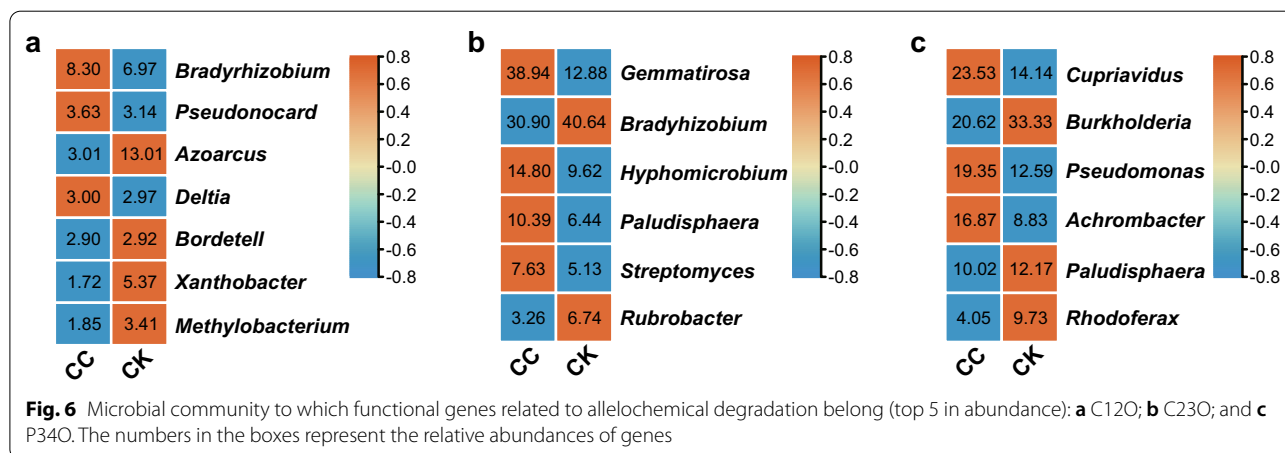 a
8.30 6.97 Bradyrhizobium
3.63 3.14 Pseudonocard
3.01 13.01 Azoarcus
3.00 2.97 Deltia
2.90 2.92 Bordetell
1.72 5.37 Xanthobacter
1.85 3.41 Methylobacterium
CC CK
0.8
0.6
0.4
0.2
-0.0
-0.2
-0.4
-0.6
-0.8
b
38.94 12.88 Gemmatirosa
30.90 40.64 Bradyhizobium
14.80 9.62 Hyphomicrobium
10.39 6.44 Paludisphaera
7.63 5.13 Streptomyces
3.26 6.74 Rubrobacter
CC CK
0.8
0.6
0.4
0.2
-0.0
-0.2
-0.4
-0.6
-0.8
c
23.53 14.14 Cupriavidus
20.62 33.33 Burkholderia
19.35 12.59 Pseudomonas
16.87 8.83 Achrombacter
10.02 12.17 Paludisphaera
4.05 9.73 Rhodoferax
CC CK
0.8
0.6
0.4
0.2
-0.0
-0.2
-0.4
-0.6
-0.8
Fig. 6 Microbial community to which functional genes related to allelochemical degradation belong (top 5 in abundance): a C12O; b C23O; and c
P34O. The numbers in the boxes represent the relative abundances of genes